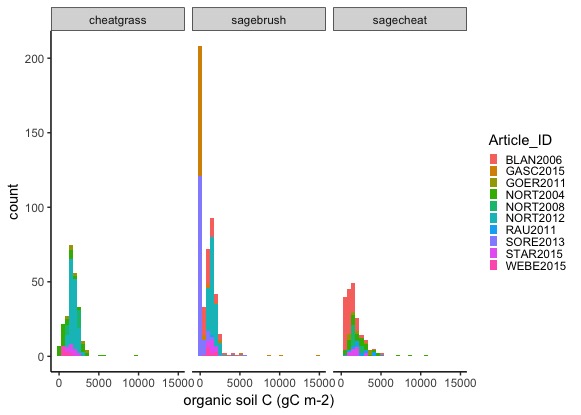 cheatgrass sagebrush sagecheat
200
150
100
50
0
count
0 5000 10000 15000 0 5000 10000 15000 0 5000 10000 15000
organic soil C (gC m-2)
Article_ID
BLAN2006
GASC2015
GOER2011
NORT2004
NORT2008
NORT2012
RAU2011
SORE2013
STAR2015
WEBE2015